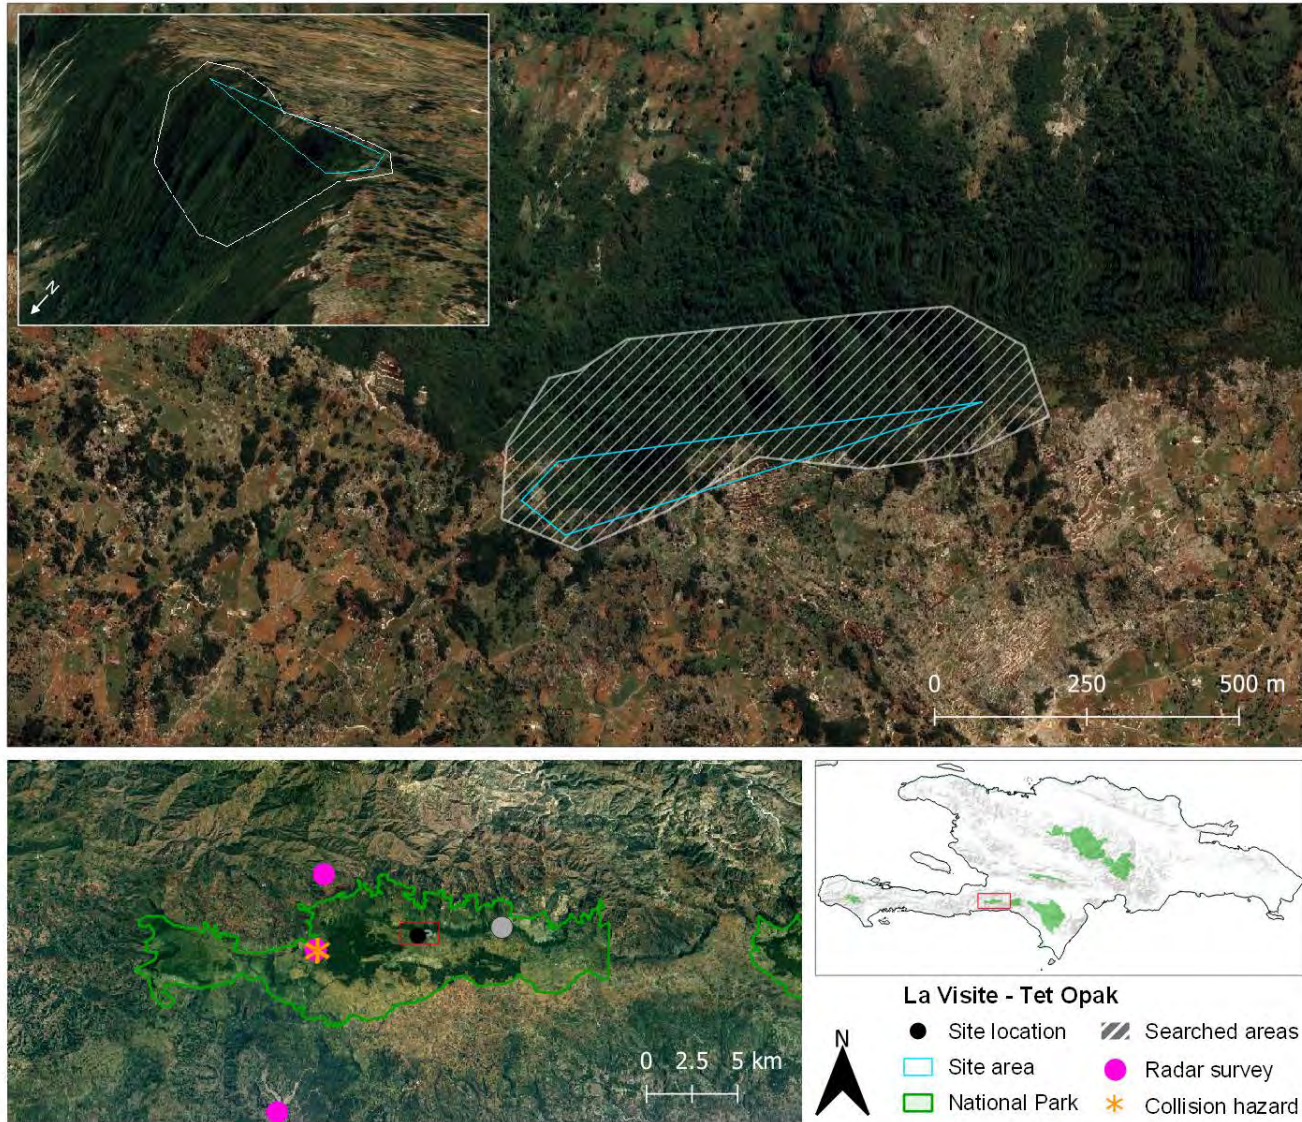 N
0 250 500 m
0 2.5 5 km
La Visite - Tet Opak
N
Site location
Searched areas
Site area
Radar survey
National Park
Collision hazard